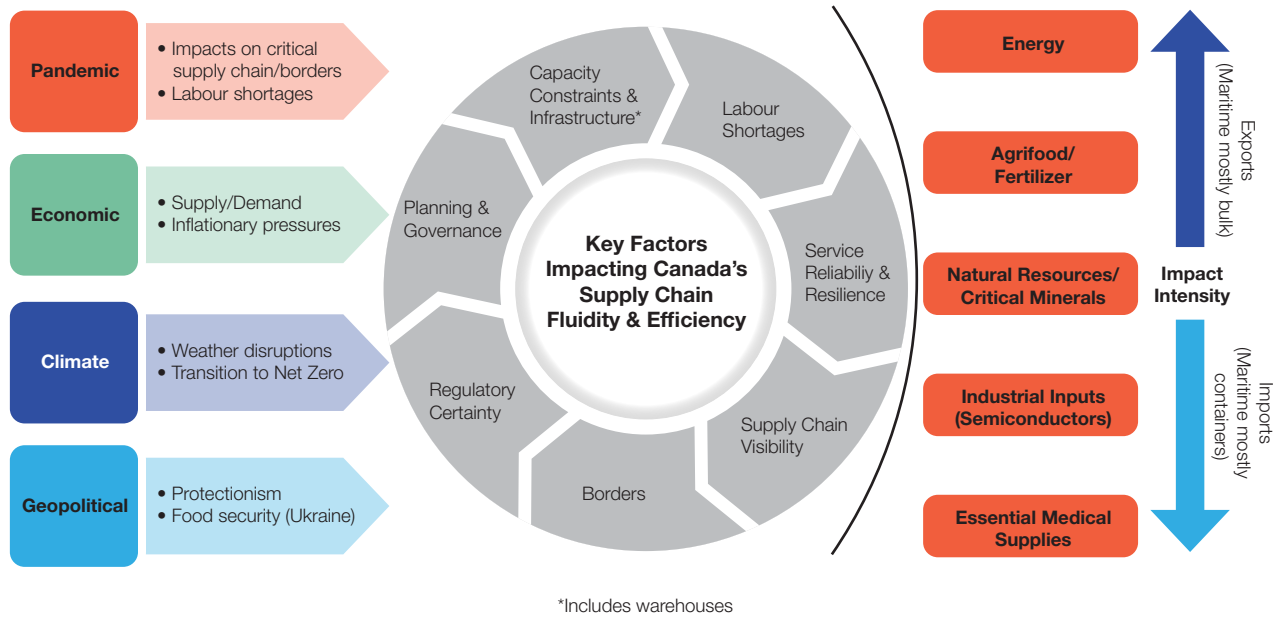 Pandemic
• Impacts on critical
supply chain/borders
• Labour shortages
Economic
• Supply/Demand
• Inflationary pressures
Climate
• Weather disruptions
• Transition to Net Zero
Geopolitical
• Protectionism
• Food security (Ukraine)
Key Factors
Impacting Canada's
Supply Chain
Fluidity & Efficiency
Capacity
Constraints &
Infrastructure*
Labour
Shortages
Service
Reliabiliy &
Resilience
Supply Chain
Visibility
Borders
Regulatory
Certainty
Planning &
Governance
Energy
Agrifood/
Fertilizer
Natural Resources/
Critical Minerals
Industrial Inputs
(Semiconductors)
Essential Medical
Supplies
Exports
(Maritime mostly bulk)
Impact
Intensity
Imports
(Maritime mostly
containers)
*Includes warehouses